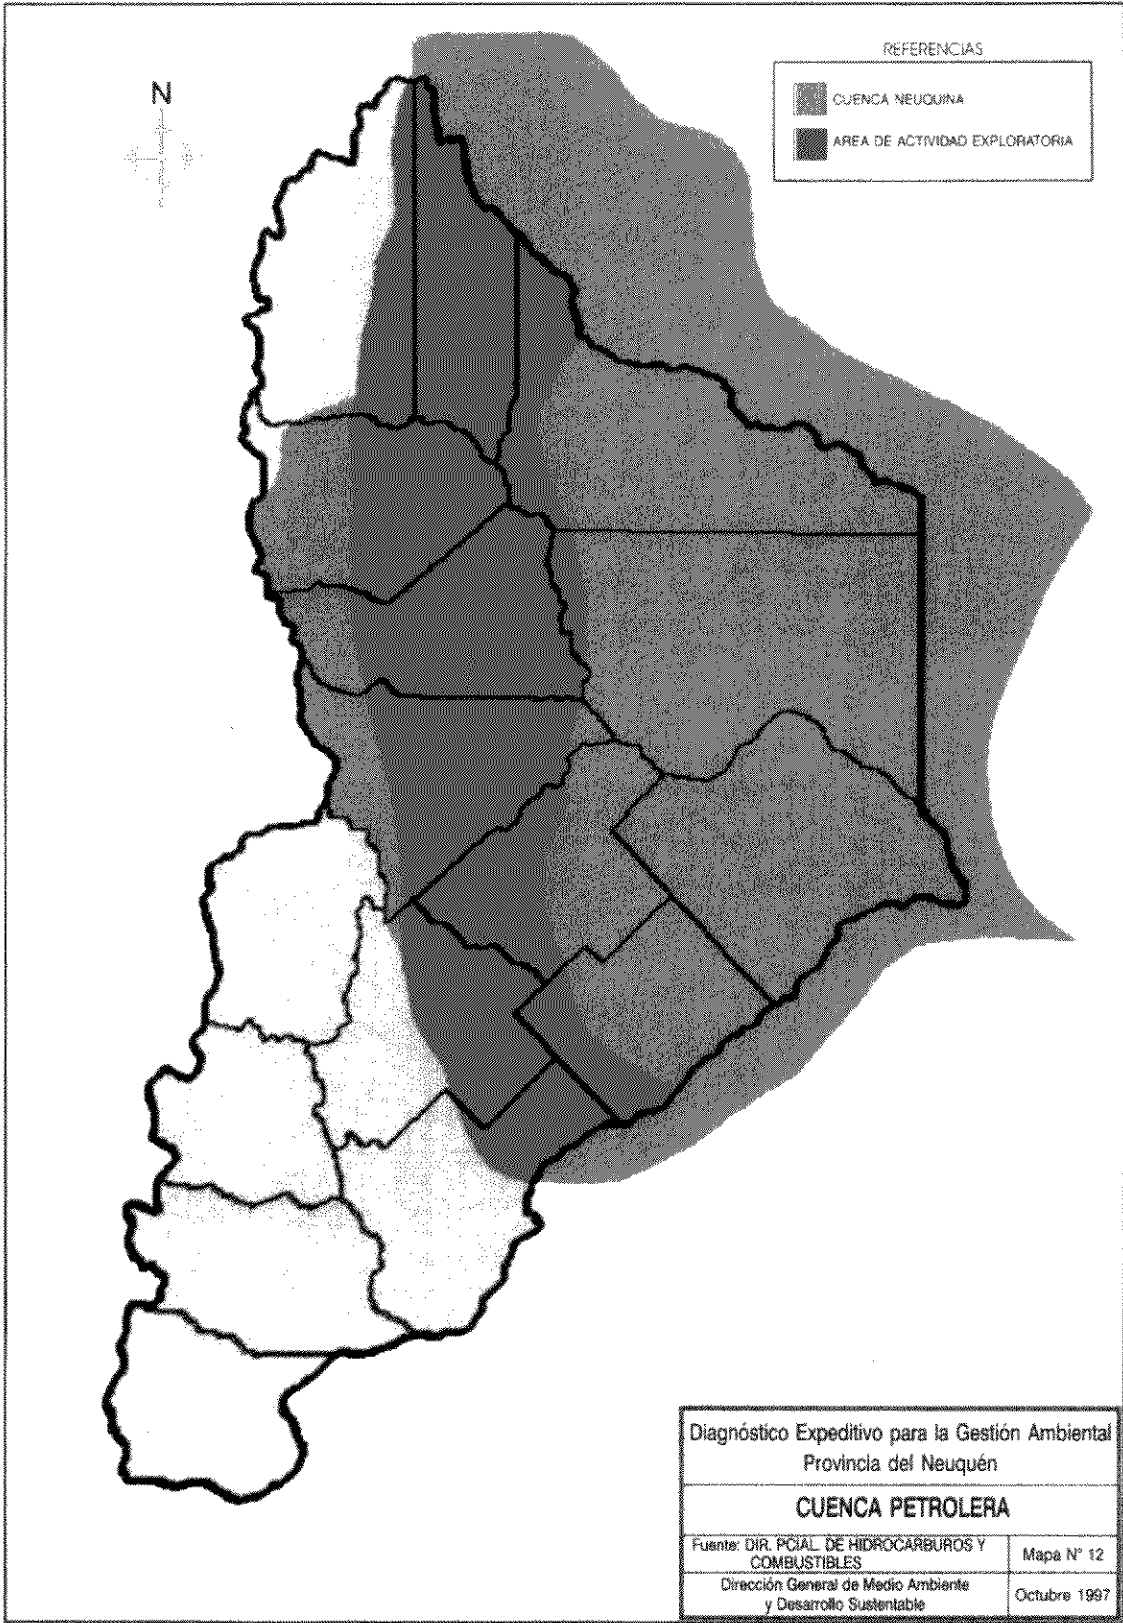 REFERENCIAS
N
CUENCA NEUQUINA
AREA DE ACTIVIDAD EXPLORATORIA
Diagnóstico Expeditivo para la Gestión Ambiental
Provincia del Neuquén
CUENCA PETROLERA
Fuente: DIR. PCIAL. DE HIDROCARBUROS Y
COMBUSTIBLES
Mapa N° 12
Dirección General de Medio Ambiente
y Desarrollo Sustentable
Octubre 1997